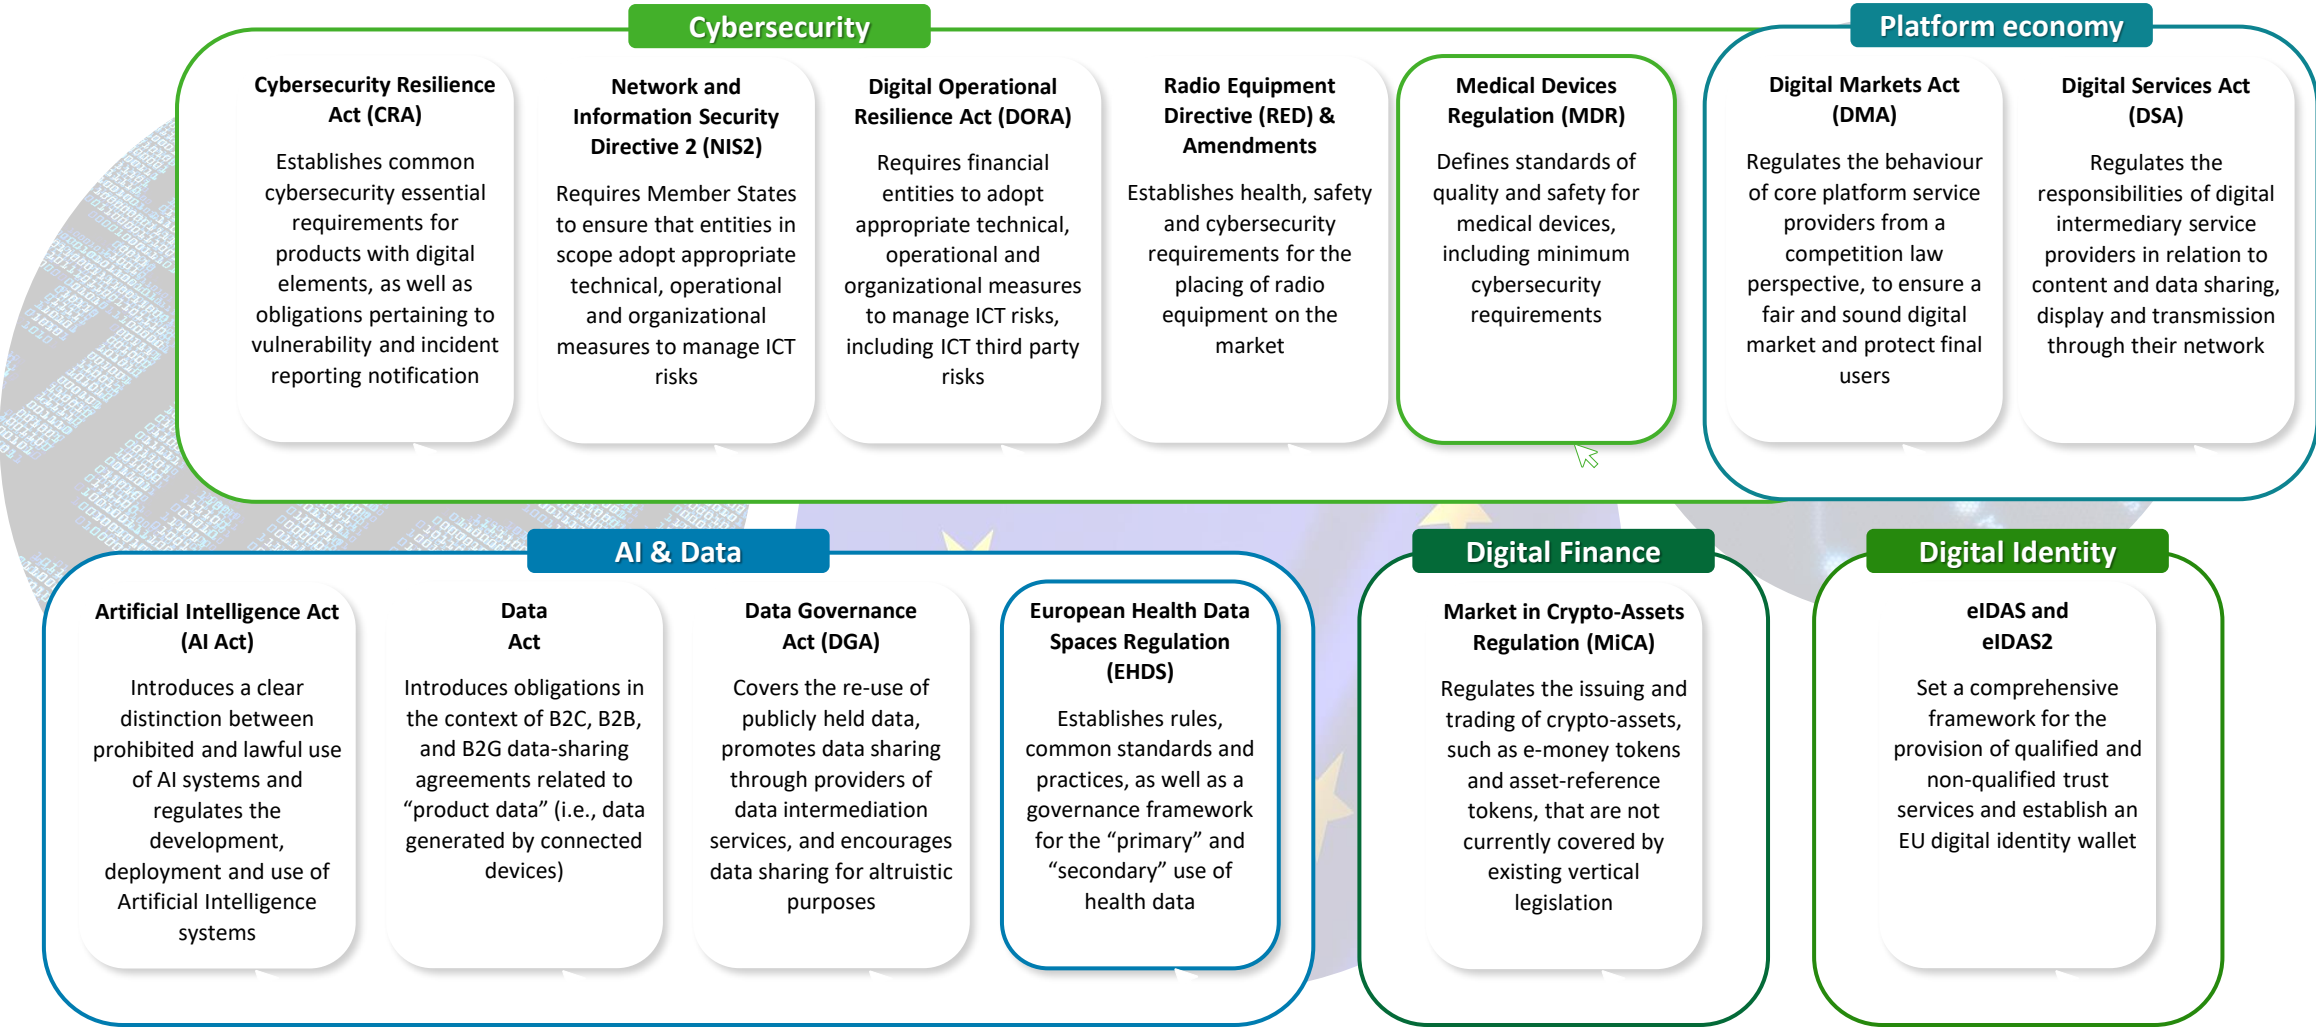 Cybersecurity
Cybersecurity Resilience
Act (CRA)
Establishes common
cybersecurity essential
requirements for
products with digital
elements, as well as
obligations pertaining to
vulnerability and incident
reporting notification
Network and
Information Security
Directive 2 (NIS2)
Requires Member States
to ensure that entities in
scope adopt appropriate
technical, operational
and organizational
measures to manage ICT
risks
Digital Operational
Resilience Act (DORA)
Requires financial
entities to adopt
appropriate technical,
operational and
organizational measures
to manage ICT risks,
including ICT third party
risks
Radio Equipment
Directive (RED) &
Amendments
Establishes health, safety
and cybersecurity
requirements for the
placing of radio
equipment on the
market
Medical Devices
Regulation (MDR)
Defines standards of
quality and safety for
medical devices,
including minimum
cybersecurity
requirements
Platform economy
Digital Markets Act
(DMA)
Regulates the behaviour
of core platform service
providers from a
competition law
perspective, to ensure a
fair and sound digital
market and protect final
users
Digital Services Act
(DSA)
Regulates the
responsibilities of digital
intermediary service
providers in relation to
content and data sharing,
display and transmission
through their network
AI & Data
Artificial Intelligence Act
(AI Act)
Introduces a clear
distinction between
prohibited and lawful use
of AI systems and
regulates the
development,
deployment and use of
Artificial Intelligence
systems
Data
Act
Introduces obligations in
the context of B2C, B2B,
and B2G data-sharing
agreements related to
“product data” (i.e., data
generated by connected
devices)
Data Governance
Act (DGA)
Covers the re-use of
publicly held data,
promotes data sharing
through providers of
data intermediation
services, and encourages
data sharing for altruistic
purposes
European Health Data
Spaces Regulation
(EHDS)
Establishes rules,
common standards and
practices, as well as a
governance framework
for the “primary” and
“secondary” use of
health data
Digital Finance
Market in Crypto-Assets
Regulation (MiCA)
Regulates the issuing and
trading of crypto-assets,
such as e-money tokens
and asset-reference
tokens, that are not
currently covered by
existing vertical
legislation
Digital Identity
eIDAS and
eIDAS2
Set a comprehensive
framework for the
provision of qualified and
non-qualified trust
services and establish an
EU digital identity wallet